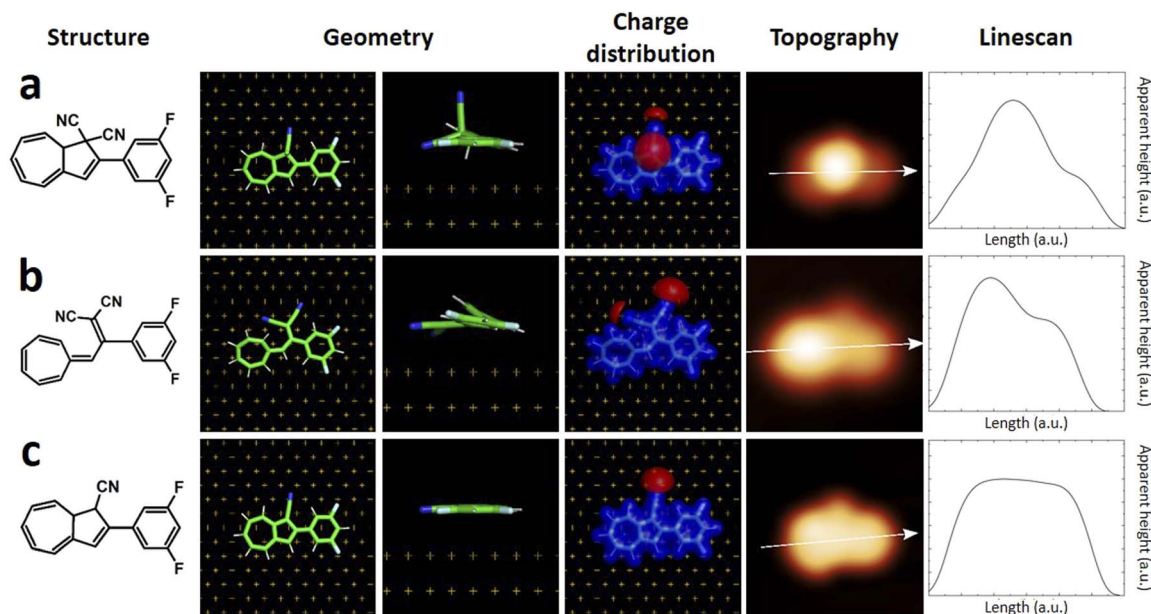 Structure
Geometry
Charge
distribution
Topography
Linescan
a
NC
CN
F
F
Length (a.u.)
Apparent height (a.u.)
b
CN
NC
F
F
Length (a.u.)
Apparent height (a.u.)
c
CN
F
F
Length (a.u.)
Apparent height (a.u.)